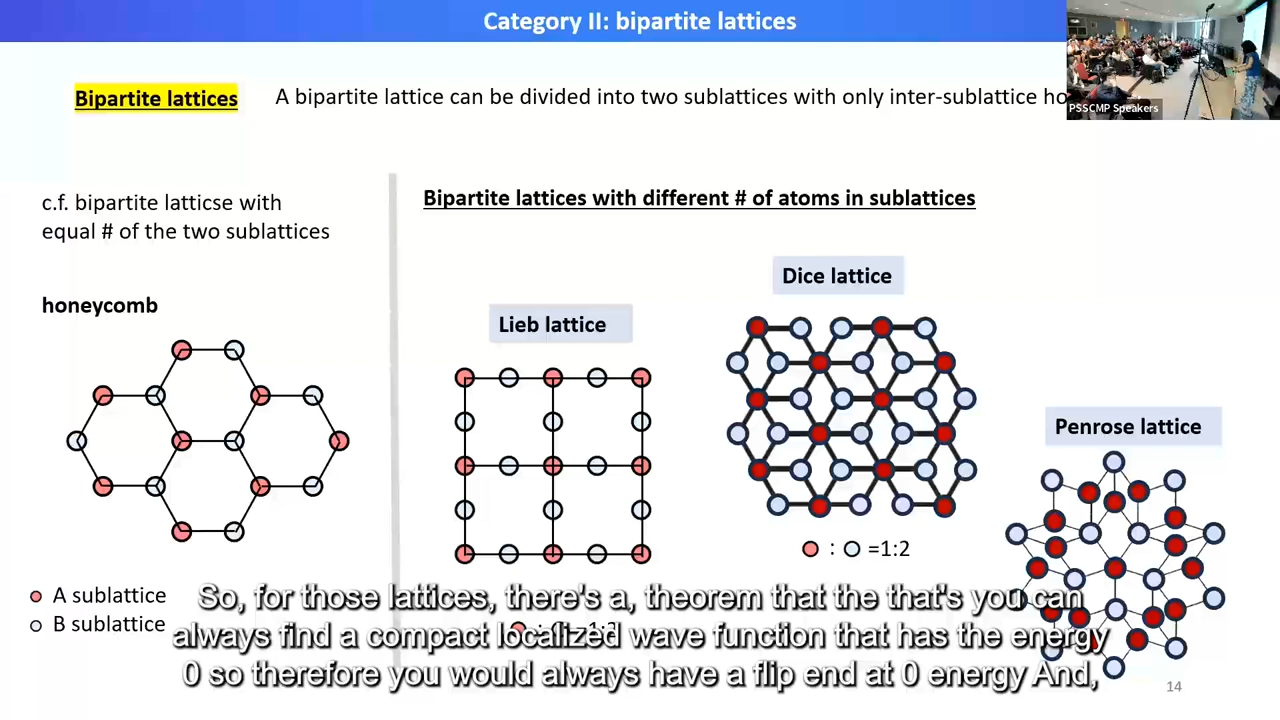 Category II: bipartite lattices
PSSCMP Speakers
Bipartite lattices
A bipartite lattice can be divided into two sublattices with only inter-sublattice ho
c.f. bipartite latticse with
equal # of the two sublattices
Bipartite lattices with different # of atoms in sublattices
honeycomb
Lieb lattice
Dice lattice
Penrose lattice
=1:2
A sublattice
B sublattice
So, for those lattices, there's a, theorem that the that's you can
always find a compact localized wave function that has the energy
0 so therefore you would always have a flip end at 0 energy And,
14